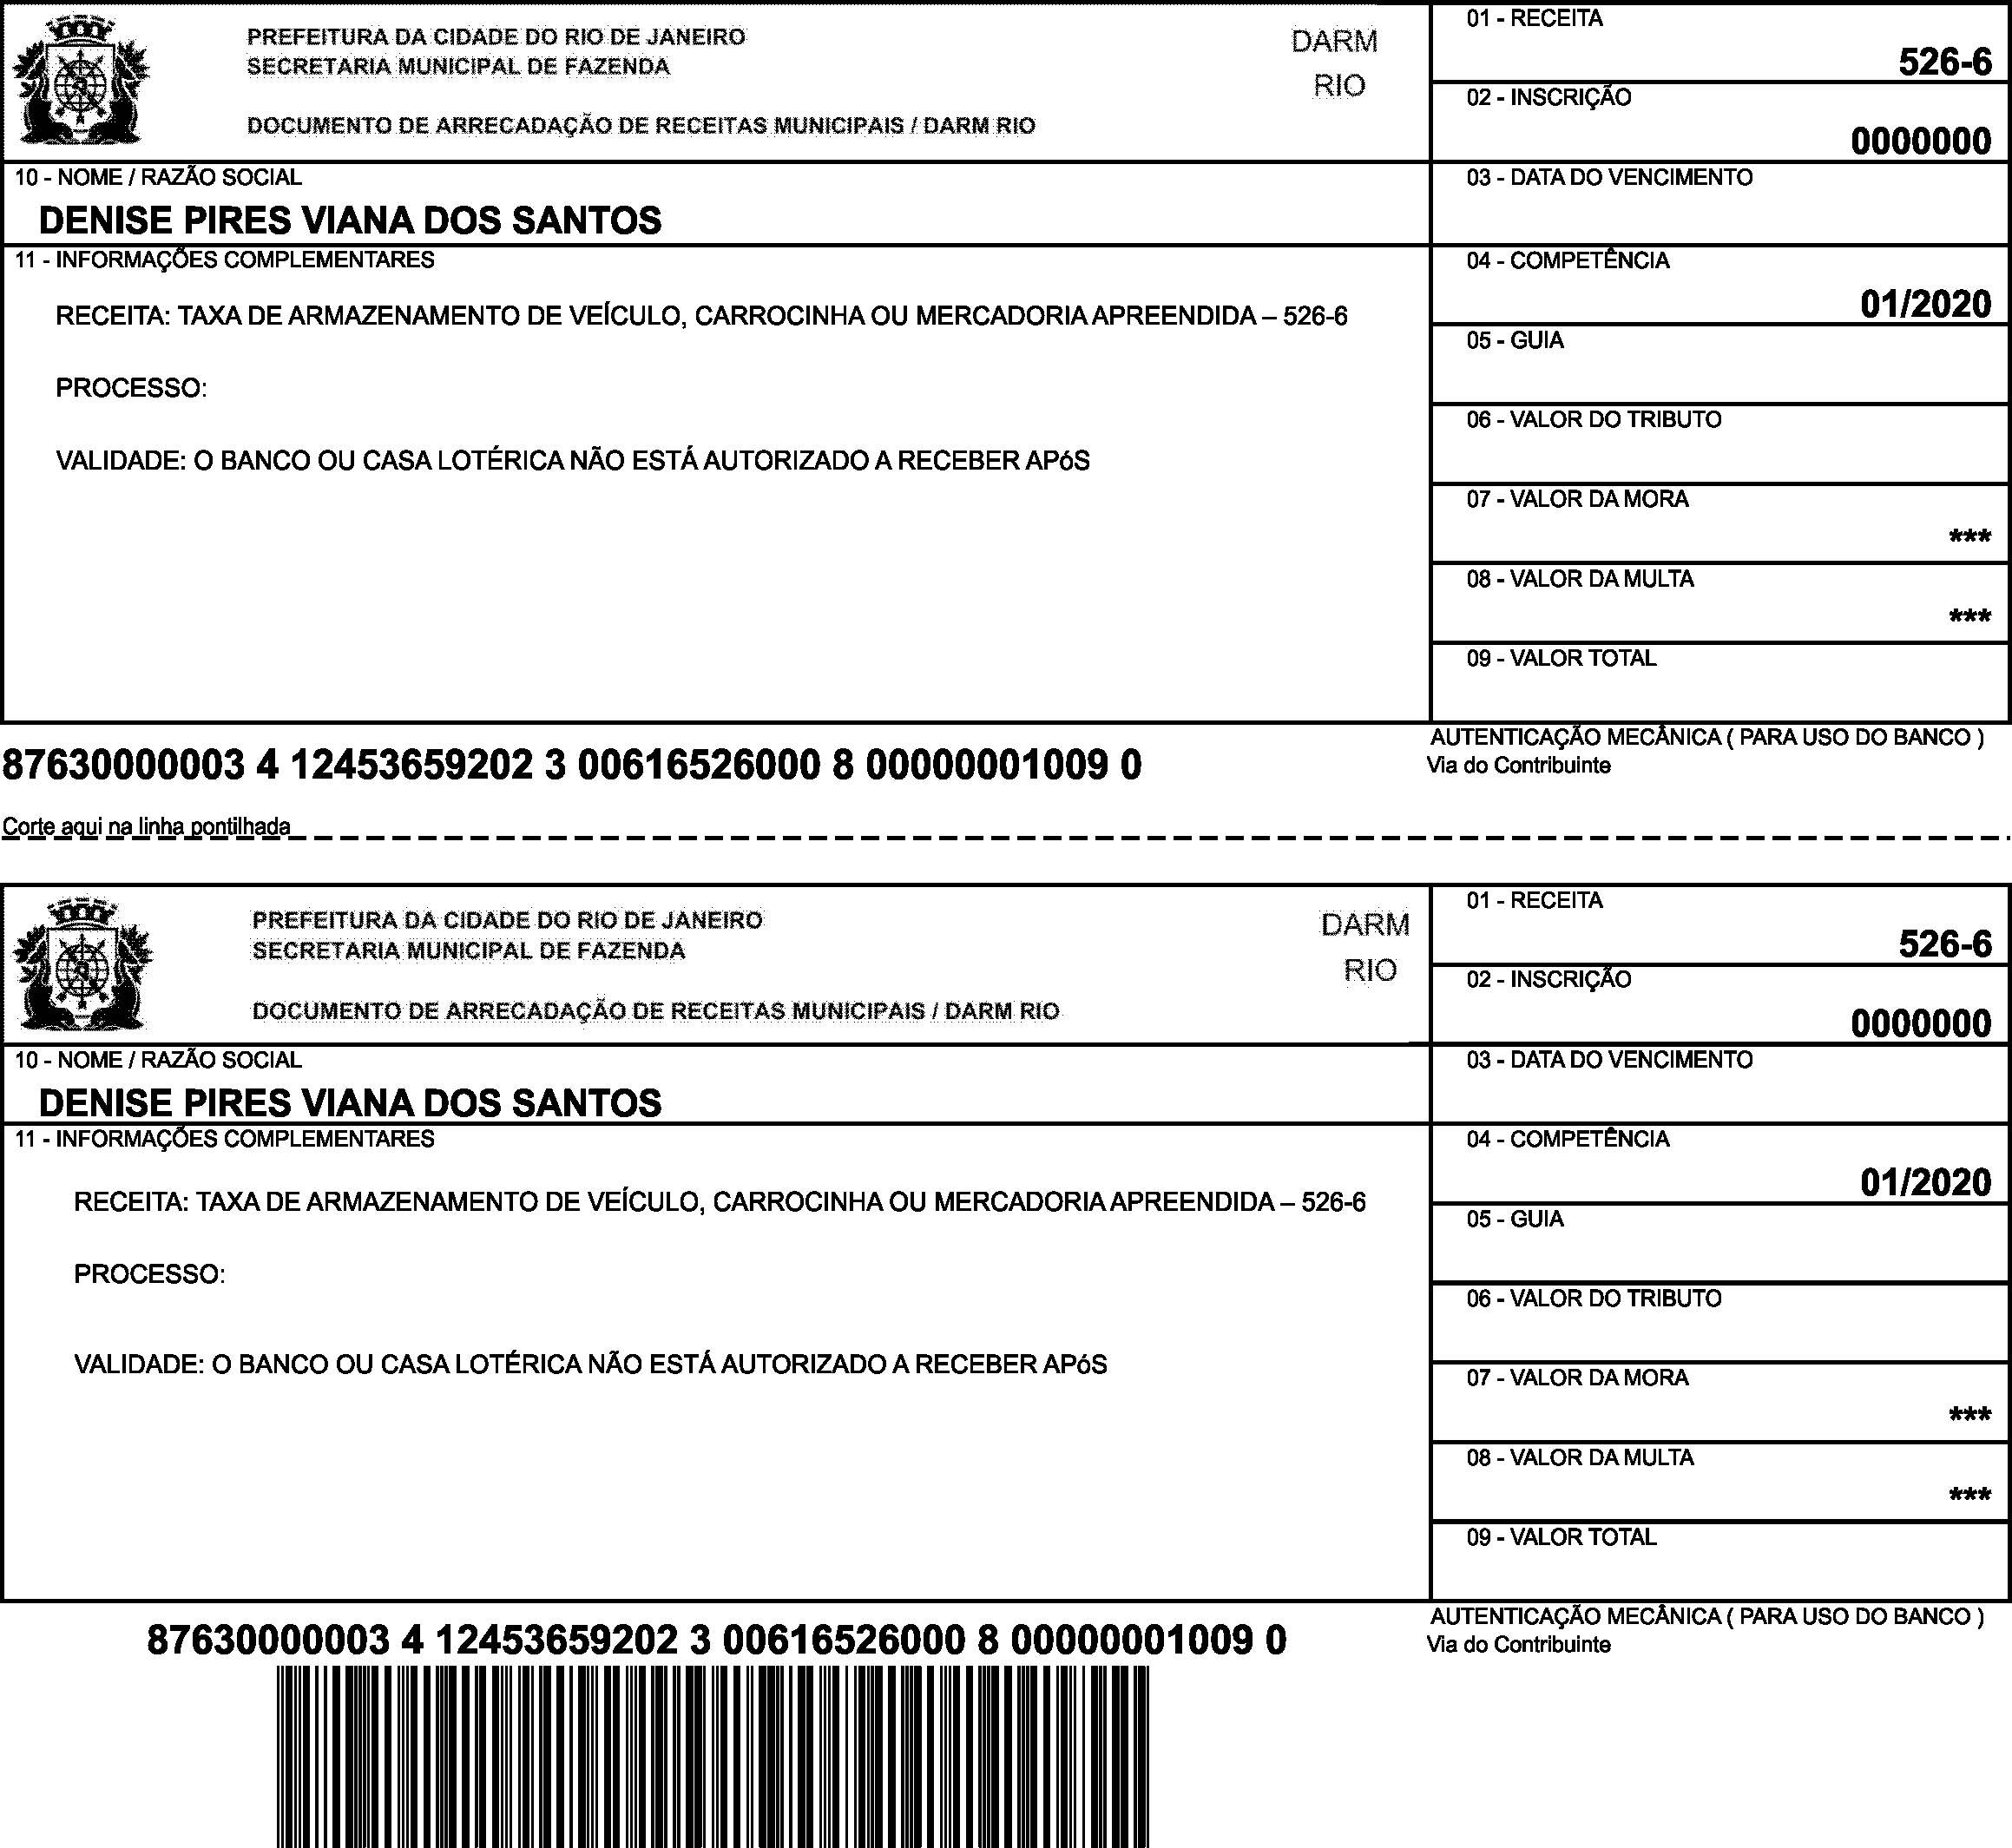 PREFEITURA DA CIDADE DO RIO DE JANEIRO
SECRETARIA MUNICIPAL DE FAZENDA
DOCUMENTO DE ARRECADAÇÃO DE RECEITAS MUNICIPAIS / DARM RIO
DARM
RIO
01 - RECEITA
526-6
02 - INSCRIÇÃO
0000000
10 - NOME / RAZÃO SOCIAL
DENISE PIRES VIANA DOS SANTOS
03 - DATA DO VENCIMENTO
11 - INFORMAÇÕES COMPLEMENTARES
RECEITA: TAXA DE ARMAZENAMENTO DE VEÍCULO, CARROCINHA OU MERCADORIA APREENDIDA – 526-6
PROCESSO:
VALIDADE: O BANCO OU CASA LOTÉRICA NÃO ESTÁ AUTORIZADO A RECEBER APóS
04 - COMPETÊNCIA
01/2020
05 - GUIA
06 - VALOR DO TRIBUTO
07 - VALOR DA MORA
***
08 - VALOR DA MULTA
***
09 - VALOR TOTAL
87630000003 4 12453659202 3 00616526000 8 00000001009 0
AUTENTICAÇÃO MECÂNICA ( PARA USO DO BANCO )
Via do Contribuinte
Corte aqui na linha pontilhada
PREFEITURA DA CIDADE DO RIO DE JANEIRO
SECRETARIA MUNICIPAL DE FAZENDA
DOCUMENTO DE ARRECADAÇÃO DE RECEITAS MUNICIPAIS / DARM RIO
DARM
RIO
01 - RECEITA
526-6
02 - INSCRIÇÃO
0000000
10 - NOME / RAZÃO SOCIAL
DENISE PIRES VIANA DOS SANTOS
03 - DATA DO VENCIMENTO
11 - INFORMAÇÕES COMPLEMENTARES
RECEITA: TAXA DE ARMAZENAMENTO DE VEÍCULO, CARROCINHA OU MERCADORIA APREENDIDA – 526-6
PROCESSO:
VALIDADE: O BANCO OU CASA LOTÉRICA NÃO ESTÁ AUTORIZADO A RECEBER APóS
04 - COMPETÊNCIA
01/2020
05 - GUIA
06 - VALOR DO TRIBUTO
07 - VALOR DA MORA
***
08 - VALOR DA MULTA
***
09 - VALOR TOTAL
87630000003 4 12453659202 3 00616526000 8 00000001009 0
AUTENTICAÇÃO MECÂNICA ( PARA USO DO BANCO )
Via do Contribuinte